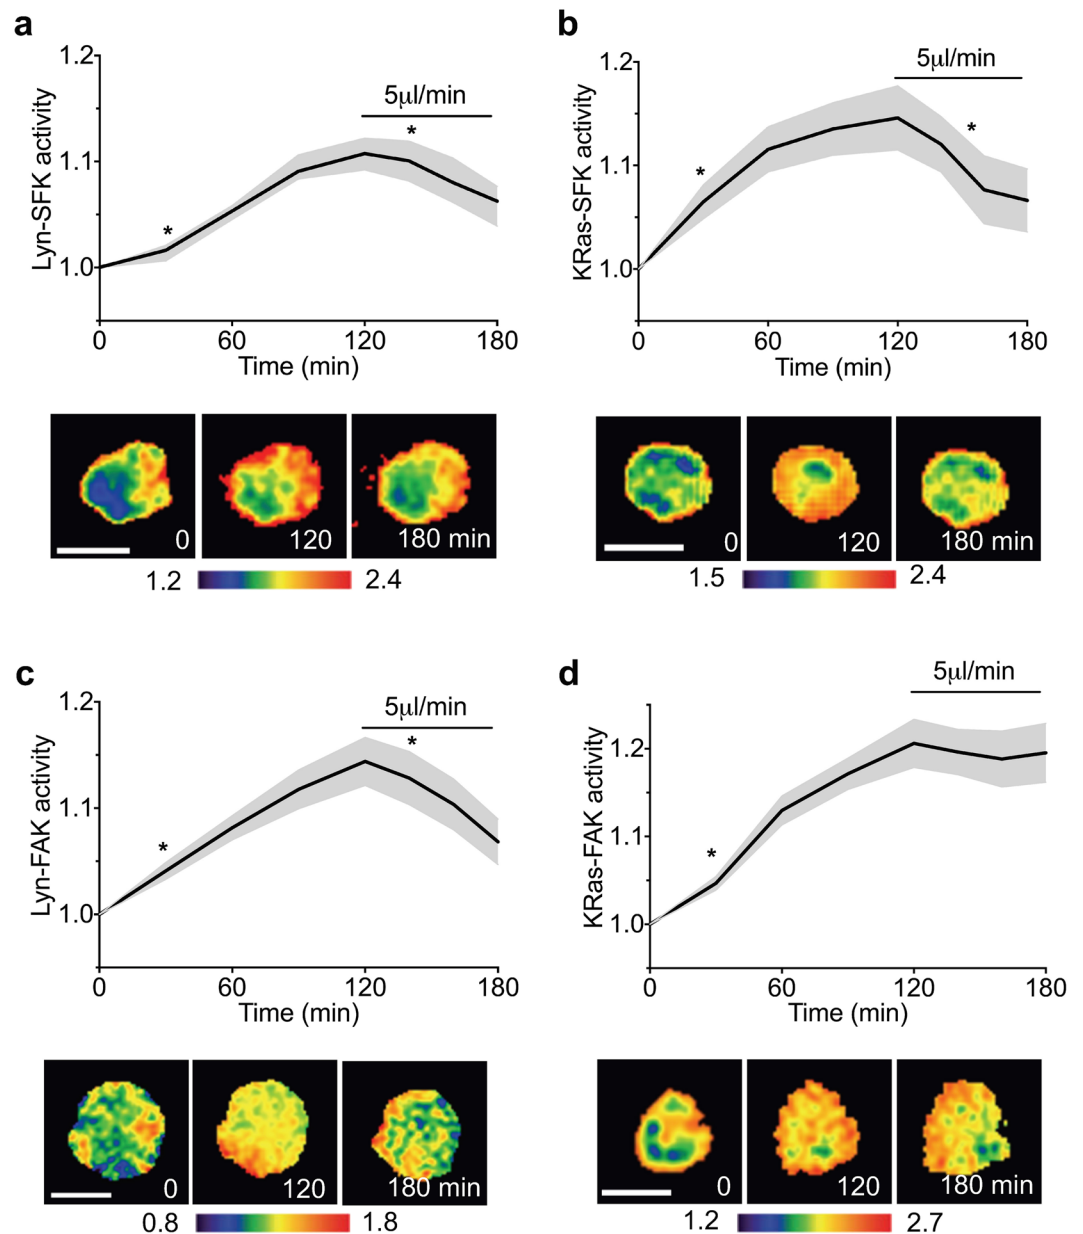 a
1.2
1.1
1.0
Lyn-SFK activity
5μl/min
*
*
0 60 120 180
Time (min)
0 120 180 min
1.2 2.4
b
1.2
1.1
1.0
KRas-SFK activity
5μl/min
*
*
0 60 120 180
Time (min)
0 120 180 min
1.5 2.4
c
1.2
1.1
1.0
Lyn-FAK activity
5μl/min
*
*
0 60 120 180
Time (min)
0 120 180 min
0.8 1.8
d
1.2
1.1
1.0
KRas-FAK activity
5μl/min
*
0 60 120 180
Time (min)
0 120 180 min
1.2 2.7